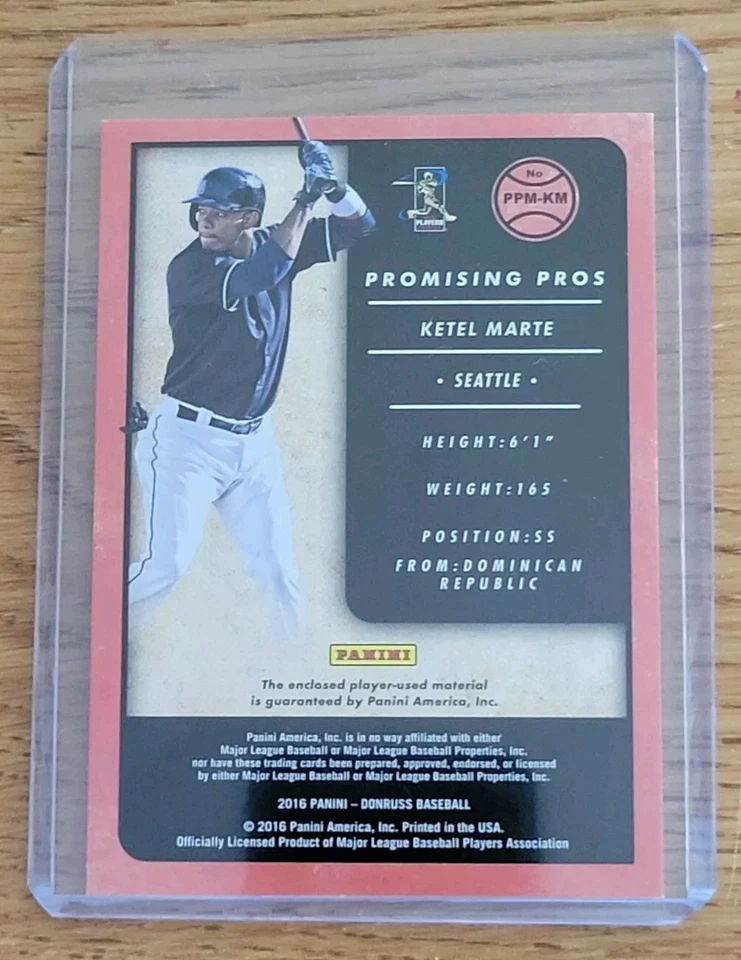 PLAYERS
No
PPM-KM
PROMISING PROS
KETEL MARTE
• SEATTLE •
HEIGHT:6'1"
WEIGHT:165
POSITION:SS
FROM:DOMINICAN
REPUBLIC
PANINI
The enclosed player-used material
is guaranteed by Panini America, Inc.
Panini America, Inc. is in no way affiliated with either
Major League Baseball or Major League Baseball Properties, Inc.
nor have these trading cards been prepared, approved, endorsed, or licensed
by either Major League Baseball or Major League Baseball Properties, Inc.
2016 PANINI – DONRUSS BASEBALL
© 2016 Panini America, Inc. Printed in the USA.
Officially Licensed Product of Major League Baseball Players Association